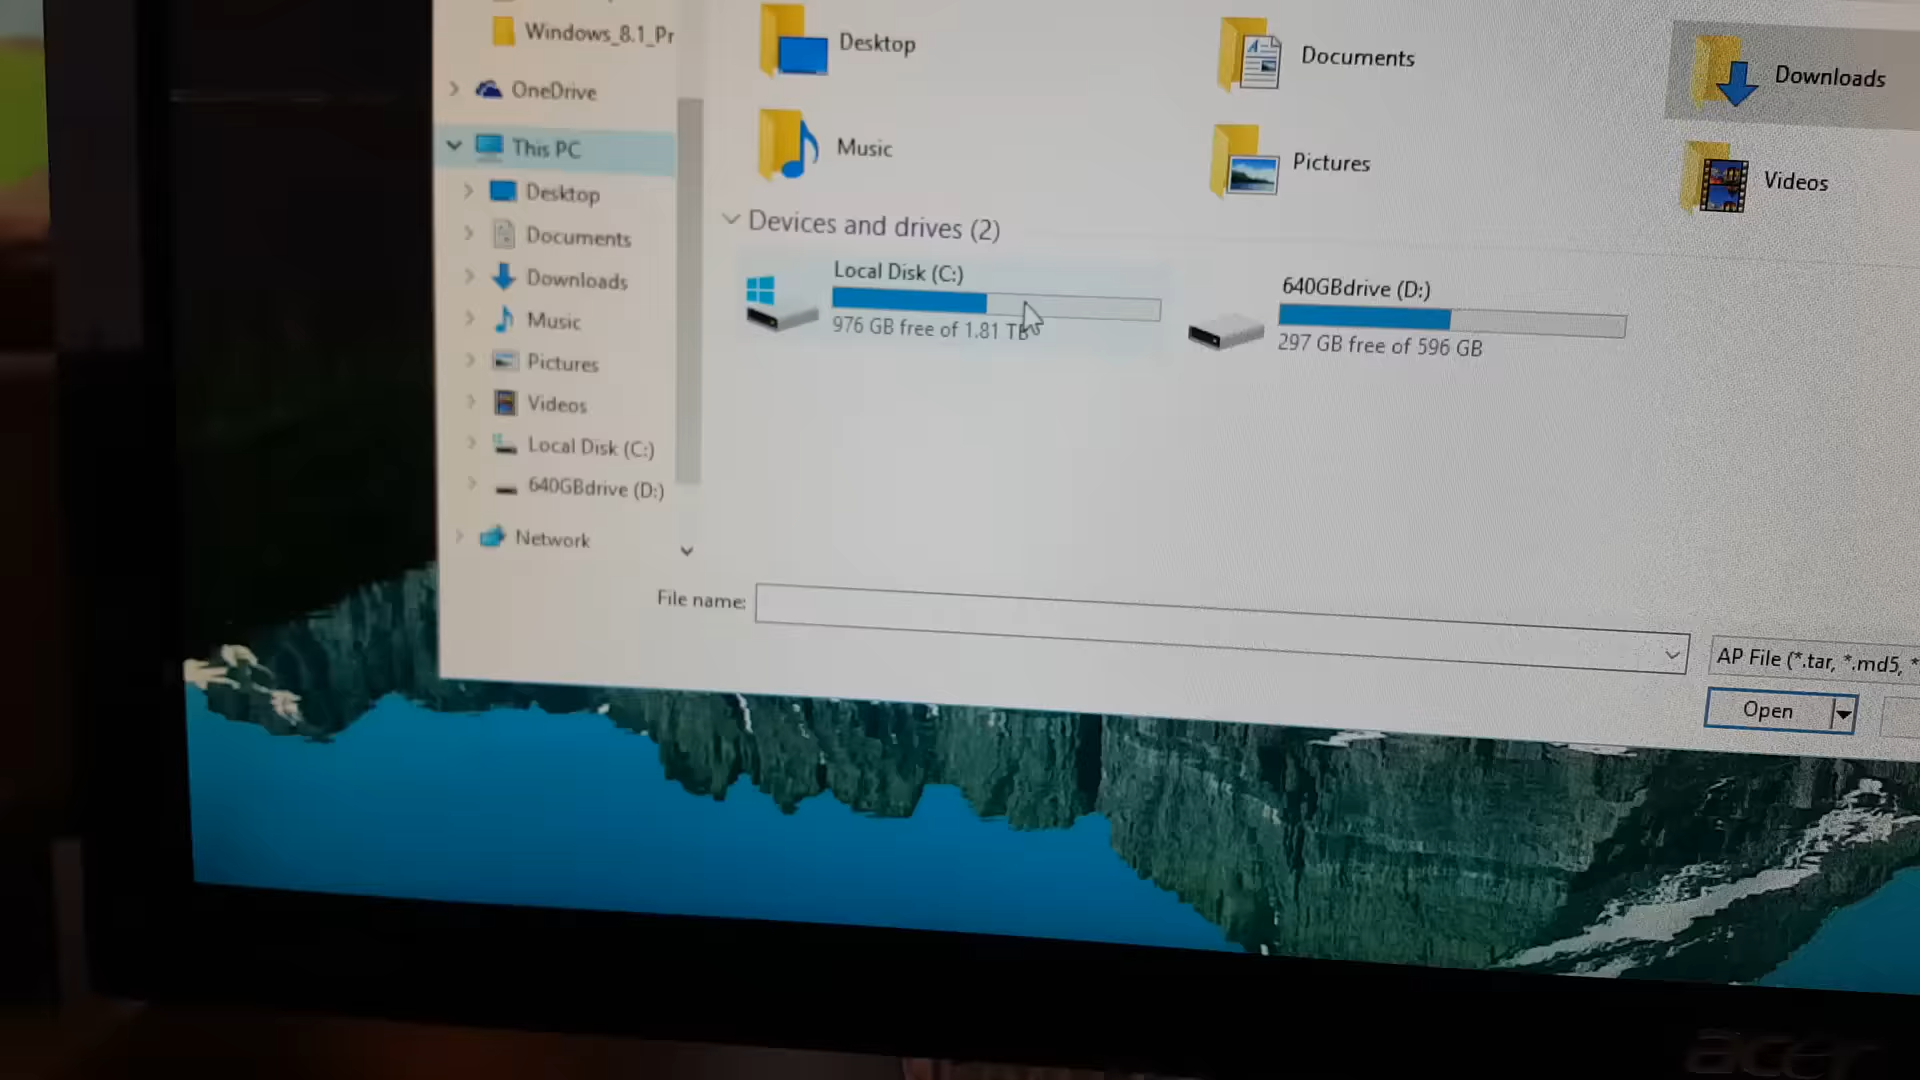 Windows_8.1_Pr
OneDrive
This PC
Desktop
Documents
Downloads
Music
Pictures
Videos
Local Disk (C:)
640GBdrive (D:)
Network
Desktop
Documents
Downloads
Music
Pictures
Videos
Devices and drives (2)
Local Disk (C:)
976 GB free of 1.81 TB
640GBdrive (D:)
297 GB free of 596 GB
File name:
AP File (*.tar, *.md5, *
Open
acer